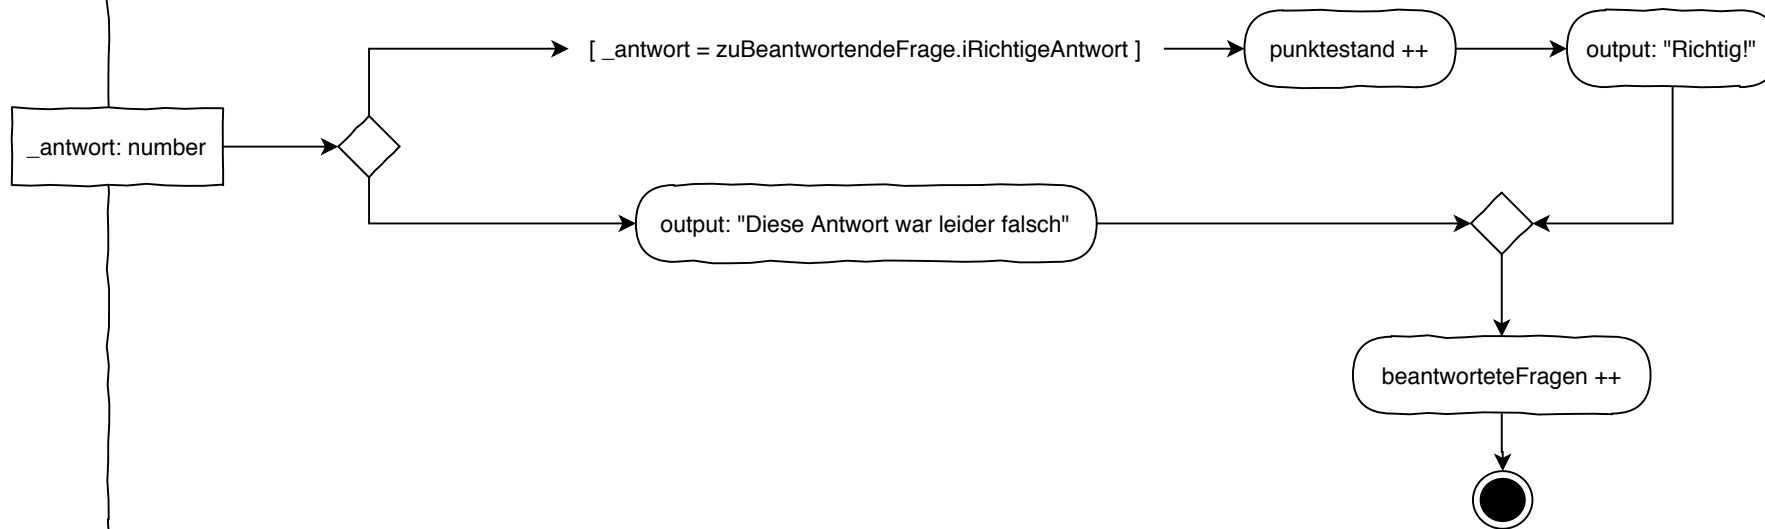 [ _antwort = zuBeantwortendeFrage.iRichtigeAntwort ]
punktestand ++
output: "Richtig!"
_antwort: number
output: "Diese Antwort war leider falsch"
beantworteteFragen ++